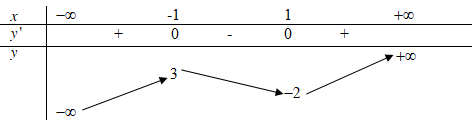 x −∞ -1 1 +∞
y' + 0 - 0 +
y +∞
3
−2
−∞